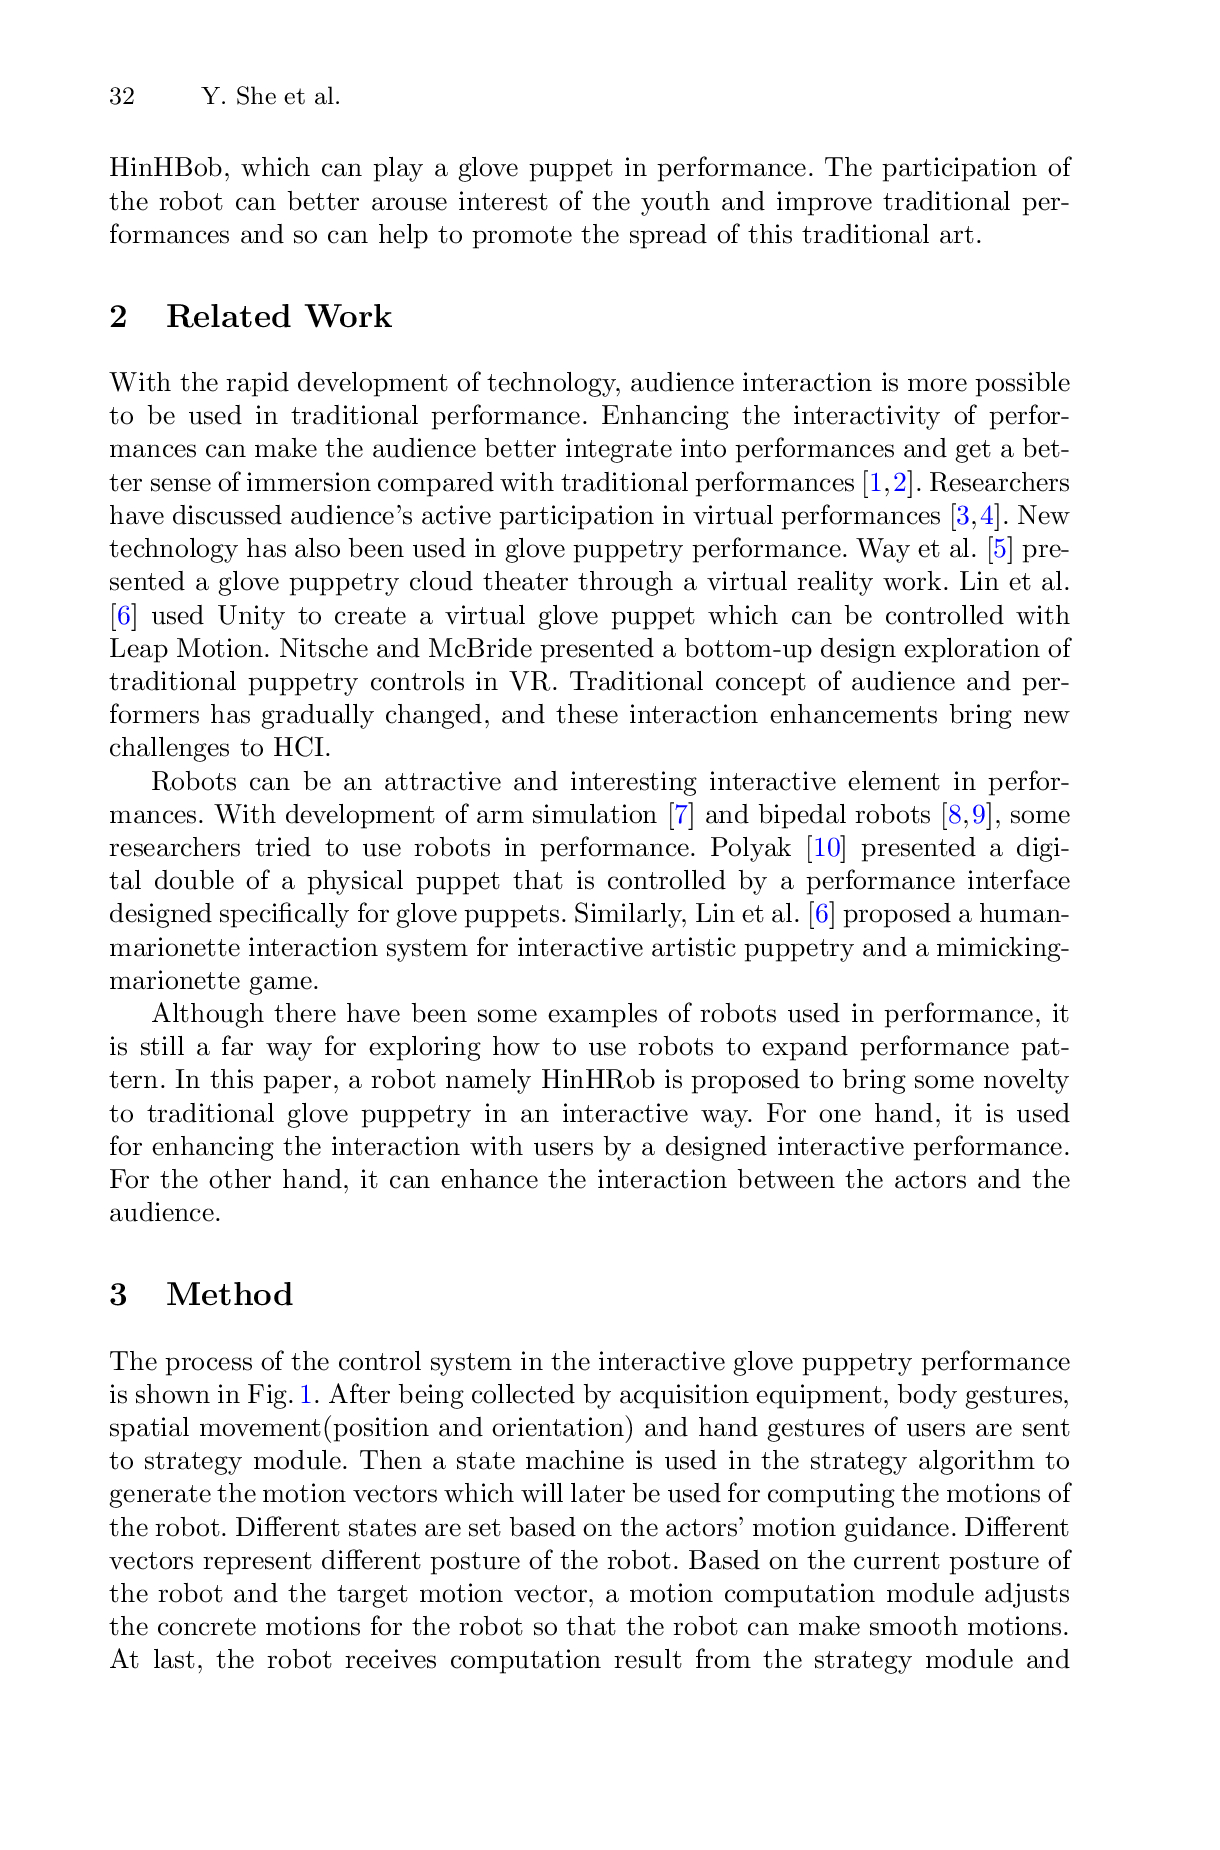 32 Y. She et al.
HinHBob, which can play a glove puppet in performance. The participation of
the robot can better arouse interest of the youth and improve traditional per-
formances and so can help to promote the spread of this traditional art.
2 Related Work
With the rapid development of technology, audience interaction is more possible
to be used in traditional performance. Enhancing the interactivity of perfor-
mances can make the audience better integrate into performances and get a bet-
ter sense of immersion compared with traditional performances [1,2]. Researchers
have discussed audience's active participation in virtual performances [3,4]. New
technology has also been used in glove puppetry performance. Way et al. [5] pre-
sented a glove puppetry cloud theater through a virtual reality work. Lin et al.
[6] used Unity to create a virtual glove puppet which can be controlled with
Leap Motion. Nitsche and McBride presented a bottom-up design exploration of
traditional puppetry controls in VR. Traditional concept of audience and per-
formers has gradually changed, and these interaction enhancements bring new
challenges to HCI.
Robots can be an attractive and interesting interactive element in perfor-
mances. With development of arm simulation [7] and bipedal robots [8,9], some
researchers tried to use robots in performance. Polyak [10] presented a digi-
tal double of a physical puppet that is controlled by a performance interface
designed specifically for glove puppets. Similarly, Lin et al. [6] proposed a human-
marionette interaction system for interactive artistic puppetry and a mimicking-
marionette game.
Although there have been some examples of robots used in performance, it
is still a far way for exploring how to use robots to expand performance pat-
tern. In this paper, a robot namely HinHRob is proposed to bring some novelty
to traditional glove puppetry in an interactive way. For one hand, it is used
for enhancing the interaction with users by a designed interactive performance.
For the other hand, it can enhance the interaction between the actors and the
audience.
3 Method
The process of the control system in the interactive glove puppetry performance
is shown in Fig. 1. After being collected by acquisition equipment, body gestures,
spatial movement(position and orientation) and hand gestures of users are sent
to strategy module. Then a state machine is used in the strategy algorithm to
generate the motion vectors which will later be used for computing the motions of
the robot. Different states are set based on the actors' motion guidance. Different
vectors represent different posture of the robot. Based on the current posture of
the robot and the target motion vector, a motion computation module adjusts
the concrete motions for the robot so that the robot can make smooth motions.
At last, the robot receives computation result from the strategy module and